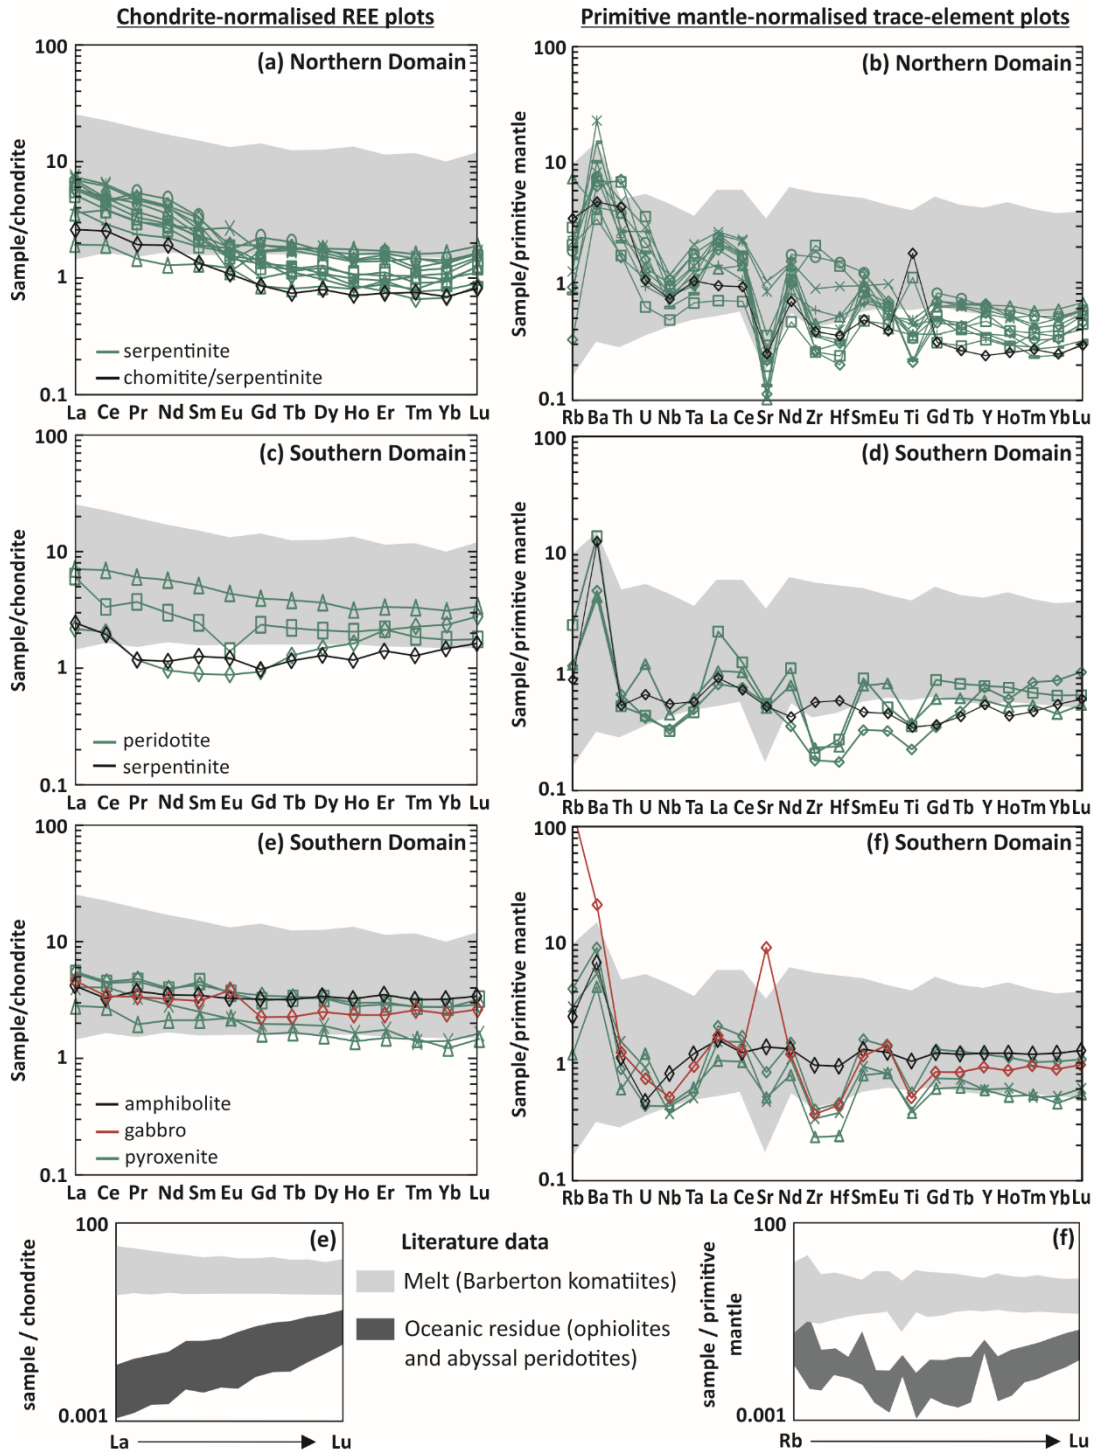 Chondrite-normalised REE plots
Primitive mantle-normalised trace-element plots
100
(a) Northern Domain
10
1
0.1
Sample/chondrite
serpentinite
chomitite/serpentinite
La Ce Pr Nd Sm Eu Gd Tb Dy Ho Er Tm Yb Lu
100
(b) Northern Domain
10
1
0.1
Sample/primitive mantle
Rb Ba Th U Nb Ta La Ce Sr Nd Zr Hf Sm Eu Ti Gd Tb Y Ho Tm Yb Lu
100
(c) Southern Domain
10
1
0.1
Sample/chondrite
peridotite
serpentinite
La Ce Pr Nd Sm Eu Gd Tb Dy Ho Er Tm Yb Lu
100
(d) Southern Domain
10
1
0.1
Sample/primitive mantle
Rb Ba Th U Nb Ta La Ce Sr Nd Zr Hf Sm Eu Ti Gd Tb Y Ho Tm Yb Lu
100
(e) Southern Domain
10
1
0.1
Sample/chondrite
amphibolite
gabbro
pyroxenite
La Ce Pr Nd Sm Eu Gd Tb Dy Ho Er Tm Yb Lu
100
(f) Southern Domain
10
1
0.1
Sample/primitive mantle
Rb Ba Th U Nb Ta La Ce Sr Nd Zr Hf Sm Eu Ti Gd Tb Y Ho Tm Yb Lu
100
(e)
0.001
sample / chondrite
La
Lu
Literature data
Melt (Barberton komatiites)
Oceanic residue (ophiolites
and abyssal peridotites)
100
(f)
0.001
sample / primitive
mantle
Rb
Lu